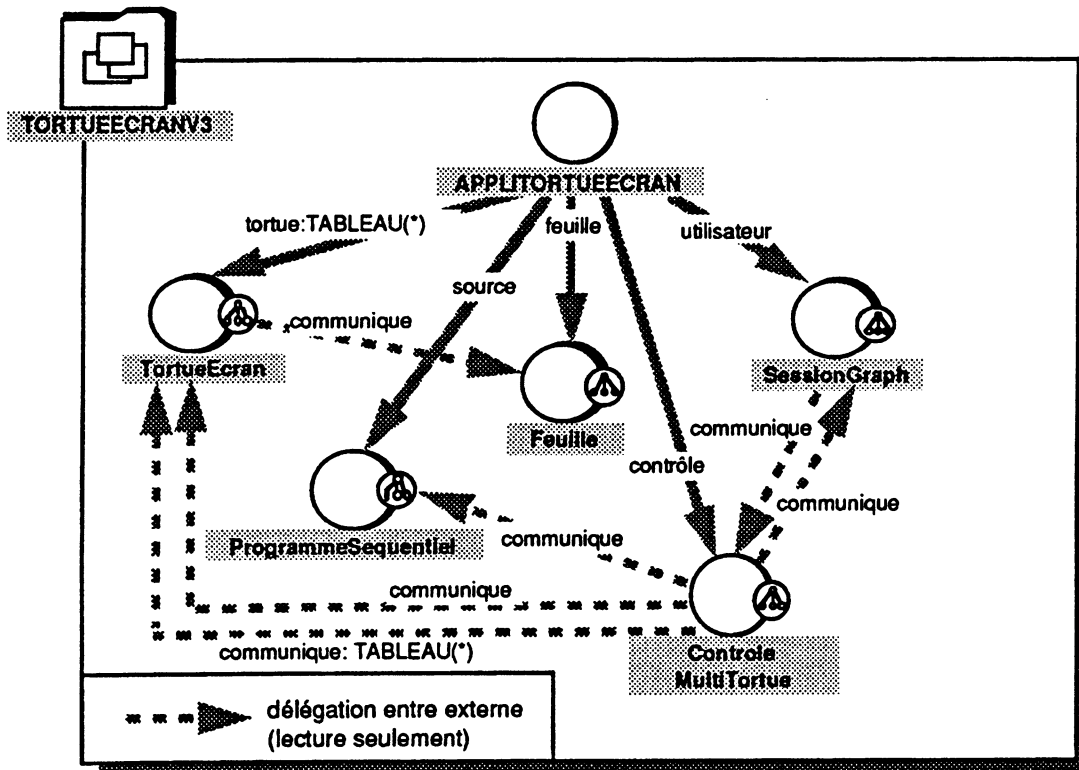 TORTUEECRANV3
APPLITORTUEECRAN
tortue:TABLEAU(*)
feuille
utilisateur
source
communique
TortueEcran
SessionGraph
Feuille
communique
contrôle
communique
ProgrammeSequentiel
communique
communique
communique: TABLEAU(*)
Controle
MultiTortue
délégation entre externe
(lecture seulement)